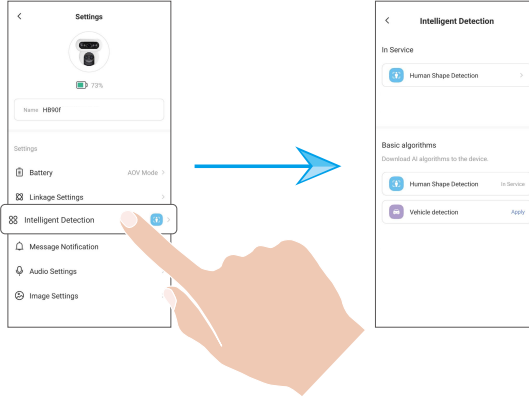 Settings
73%
Name HB90f
Settings
Battery AOV Mode
Linkage Settings
Intelligent Detection
Message Notification
Audio Settings
Image Settings
Intelligent Detection
In Service
Human Shape Detection
Basic algorithms
Download AI algorithms to the device.
Human Shape Detection In Service
Vehicle detection Apply